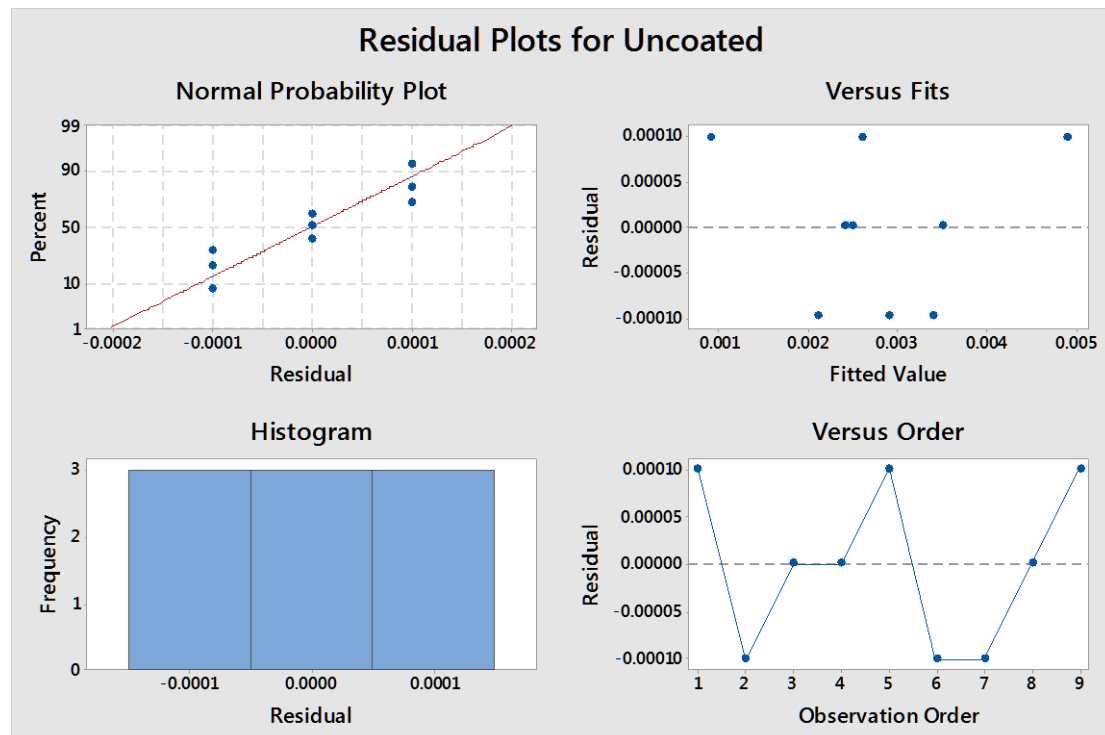 Residual Plots for Uncoated
Normal Probability Plot
99
90
50
10
1
Percent
-0.0002 -0.0001 0.0000 0.0001 0.0002
Residual
Versus Fits
0.00010
0.00005
0.00000
-0.00005
-0.00010
Residual
0.001 0.002 0.003 0.004 0.005
Fitted Value
Histogram
3
2
1
0
Frequency
-0.0001 0.0000 0.0001
Residual
Versus Order
0.00010
0.00005
0.00000
-0.00005
-0.00010
Residual
1 2 3 4 5 6 7 8 9
Observation Order